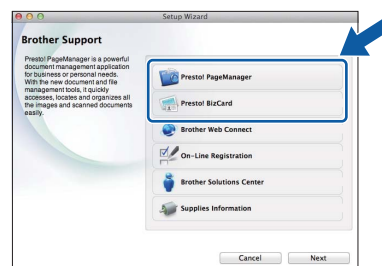 Setup Wizard
Brother Support
Presto! PageManager is a powerful
document management application
for business or personal needs.
With the new document and file
management tools, it quickly
accesses, locates and organizes all
the images and scanned documents
easily.
Presto! PageManager
Presto! BizCard
Brother Web Connect
On-Line Registration
Brother Solutions Center
Supplies Information
Cancel
Next